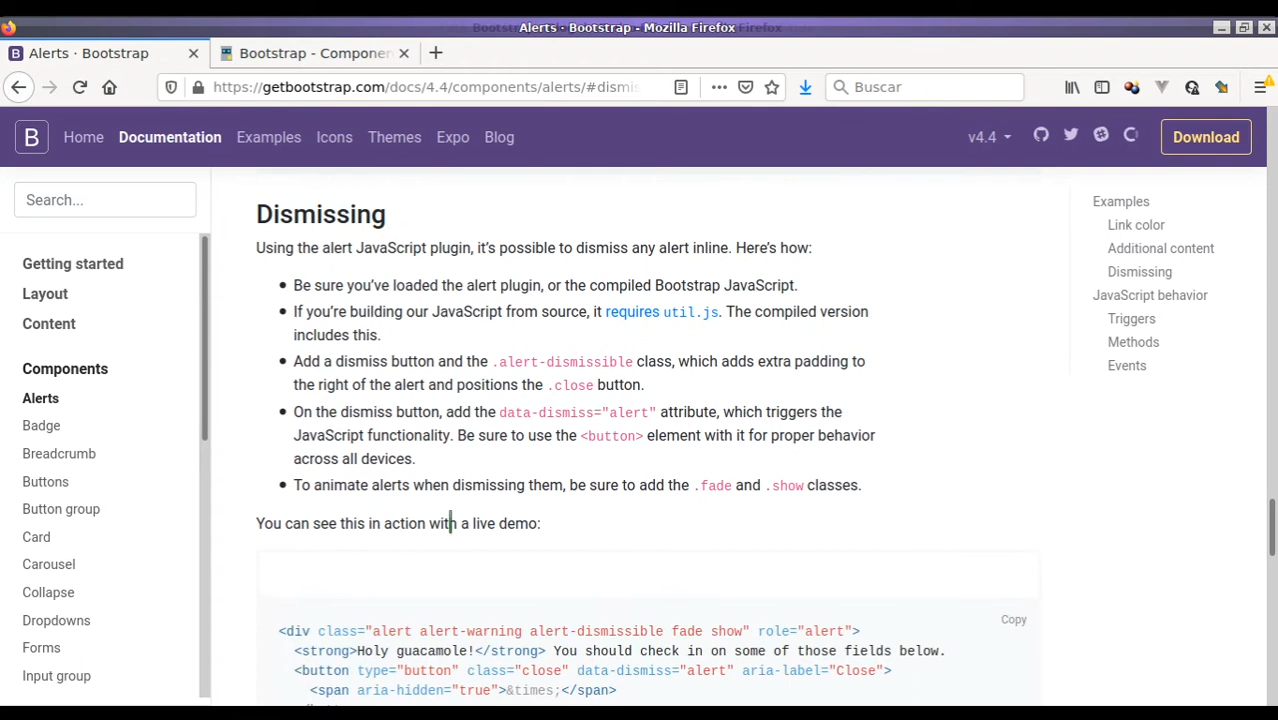 Alerts · Bootstrap - Mozilla Firefox
Alerts · Bootstrap
Bootstrap - Componen
https://getbootstrap.com/docs/4.4/components/alerts/#dismis
Buscar
B
Home
Documentation
Examples
Icons
Themes
Expo
Blog
v4.4
Download
Search...
Getting started
Layout
Content
Components
Alerts
Badge
Breadcrumb
Buttons
Button group
Card
Carousel
Collapse
Dropdowns
Forms
Input group
Dismissing
Using the alert JavaScript plugin, it’s possible to dismiss any alert inline. Here’s how:
Be sure you’ve loaded the alert plugin, or the compiled Bootstrap JavaScript.
If you’re building our JavaScript from source, it requires util.js. The compiled version
includes this.
Add a dismiss button and the .alert-dismissible class, which adds extra padding to
the right of the alert and positions the .close button.
On the dismiss button, add the data-dismiss="alert" attribute, which triggers the
JavaScript functionality. Be sure to use the <button> element with it for proper behavior
across all devices.
To animate alerts when dismissing them, be sure to add the .fade and .show classes.
You can see this in action with a live demo:
Copy
<div class="alert alert-warning alert-dismissible fade show" role="alert">
<strong>Holy guacamole!</strong> You should check in on some of those fields below.
<button type="button" class="close" data-dismiss="alert" aria-label="Close">
<span aria-hidden="true">&times;</span>
Examples
Link color
Additional content
Dismissing
JavaScript behavior
Triggers
Methods
Events